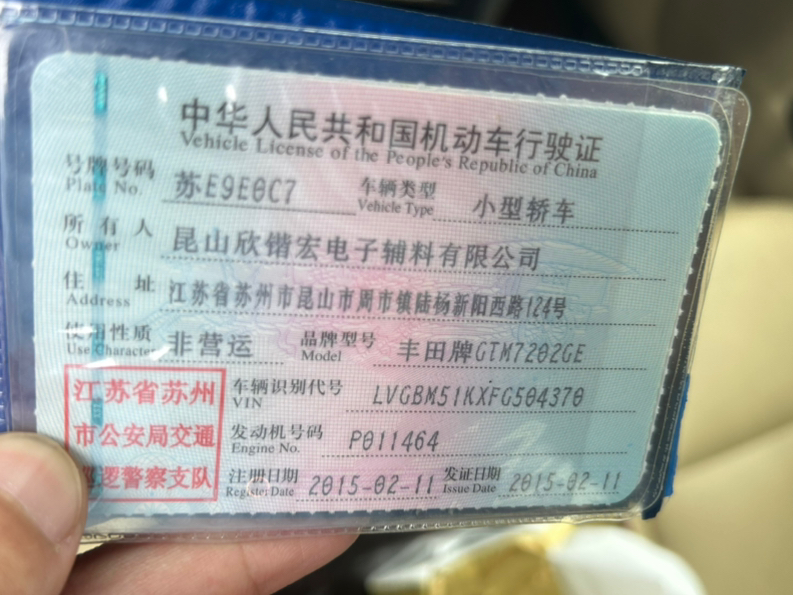 中华人民共和国机动车行驶证
Vehicle License of the People's Republic of China
号牌号码 苏E9E0C7 车辆类型 小型轿车
Plate No. Vehicle Type
所有人 昆山欣锴宏电子辅料有限公司
Owner
住址 江苏省苏州市昆山市周市镇陆杨新阳西路124号
Address
使用性质 非营运 品牌型号 丰田牌GTM7202GE
Use Character Model
江苏省苏州 车辆识别代号 LVGBM51KXFG504370
VIN
市公安局交通 发动机号码 P011464
Engine No.
巡逻警察支队 注册日期 2015-02-11 发证日期 2015-02-11
Register Date Issue Date